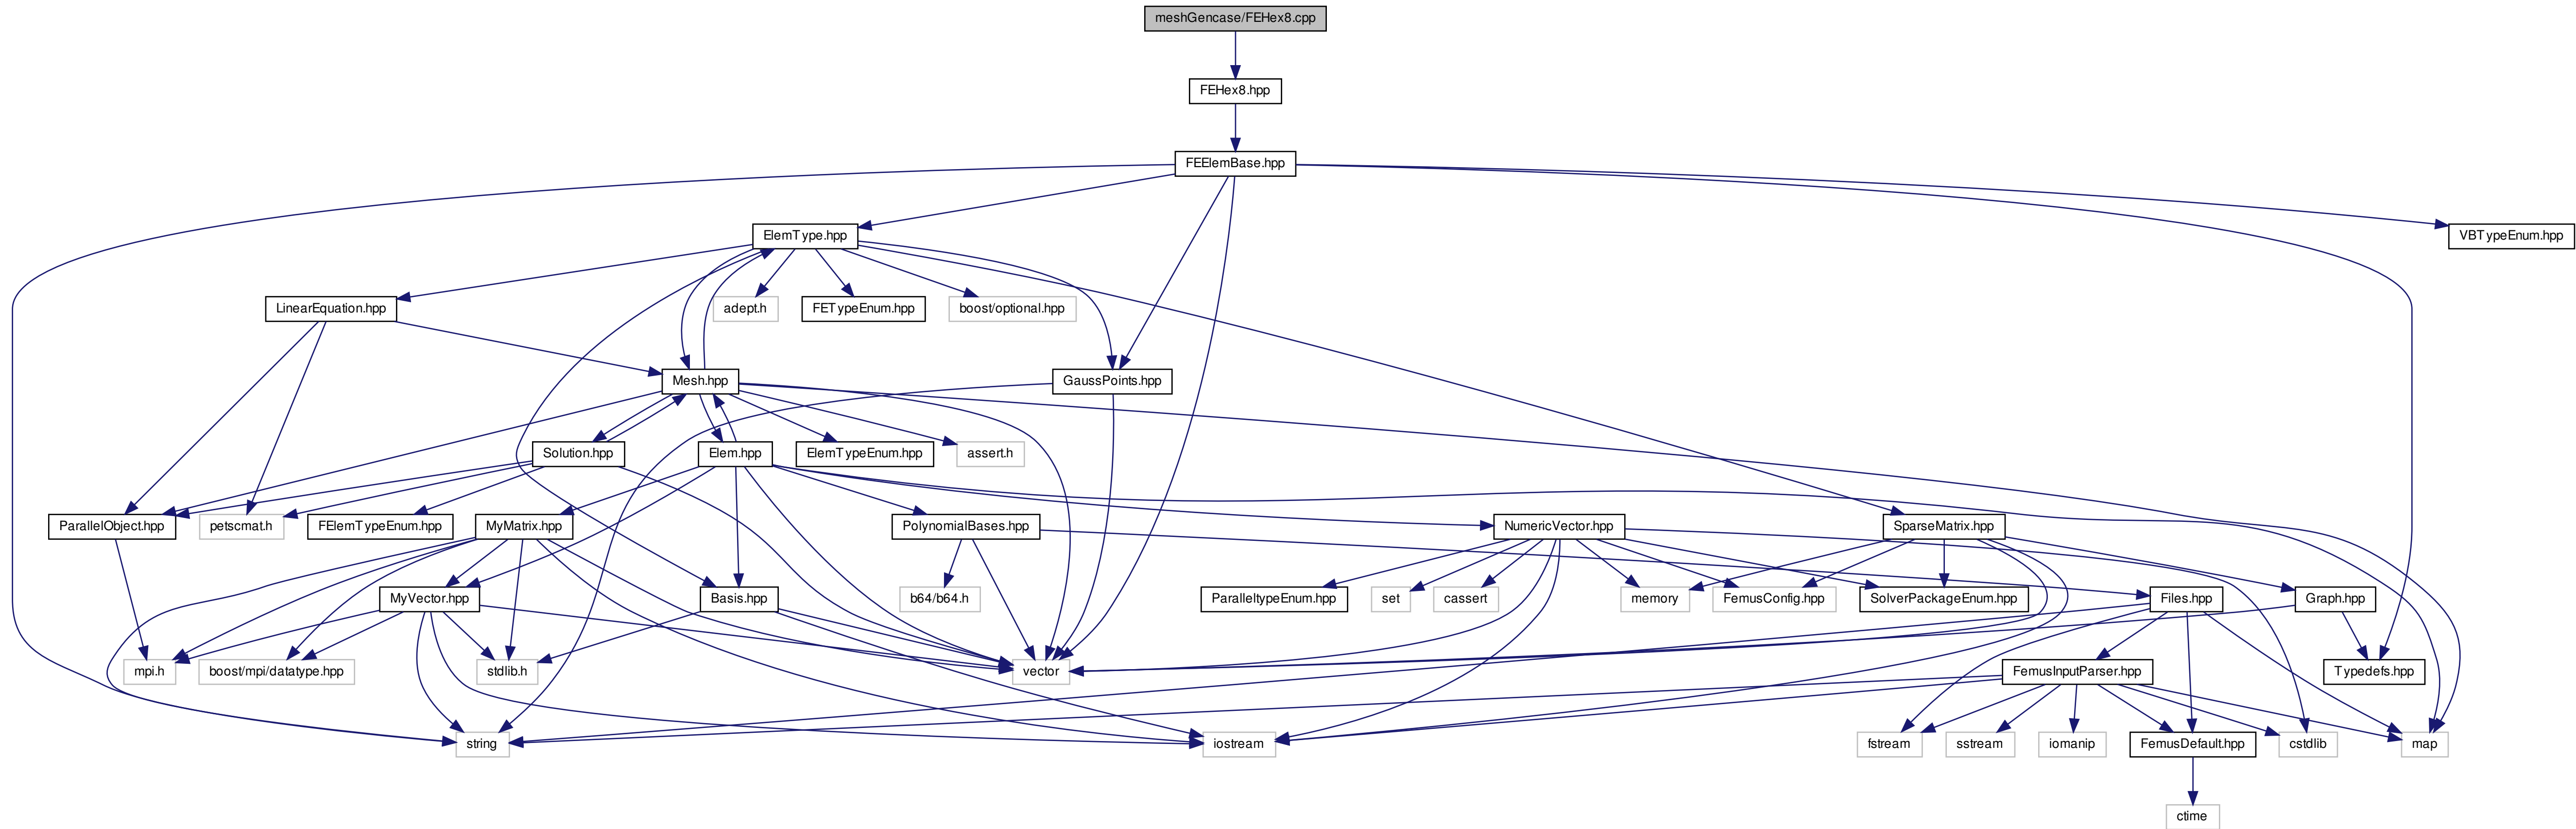 meshGencase/FEHex8.cpp
FEHex8.hpp
FEElemBase.hpp
ElemType.hpp
VBTypeEnum.hpp
LinearEquation.hpp
adept.h
FETypeEnum.hpp
boost/optional.hpp
Mesh.hpp
GaussPoints.hpp
Solution.hpp
Elem.hpp
ElemTypeEnum.hpp
assert.h
ParallelObject.hpp
petscmat.h
FElemTypeEnum.hpp
MyMatrix.hpp
PolynomialBases.hpp
NumericVector.hpp
SparseMatrix.hpp
MyVector.hpp
Basis.hpp
b64/b64.h
ParalleltypeEnum.hpp
set
cassert
memory
FemusConfig.hpp
SolverPackageEnum.hpp
Files.hpp
Graph.hpp
mpi.h
boost/mpi/datatype.hpp
stdlib.h
vector
FemusInputParser.hpp
Typedefs.hpp
string
iostream
fstream
sstream
iomanip
FemusDefault.hpp
cstdlib
map
ctime